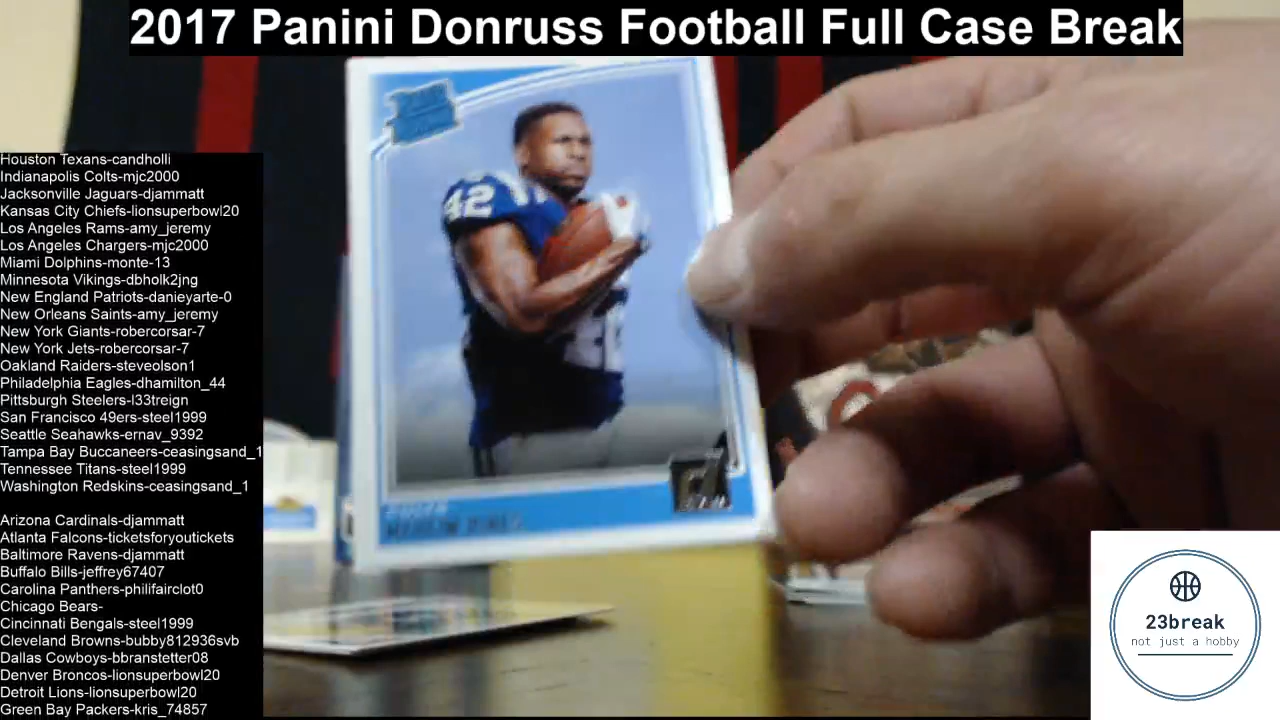 2017 Panini Donruss Football Full Case Break
Houston Texans-candholli
Indianapolis Colts-mjc2000
Jacksonville Jaguars-djammatt
Kansas City Chiefs-lionsuperbowl20
Los Angeles Rams-amy_jeremy
Los Angeles Chargers-mjc2000
Miami Dolphins-monte-13
Minnesota Vikings-dbholk2jng
New England Patriots-danieyarte-0
New Orleans Saints-amy_jeremy
New York Giants-robercorsar-7
New York Jets-robercorsar-7
Oakland Raiders-steveolson1
Philadelphia Eagles-dhamilton_44
Pittsburgh Steelers-l33treign
San Francisco 49ers-steel1999
Seattle Seahawks-ernav_9392
Tampa Bay Buccaneers-ceasingsand_1
Tennessee Titans-steel1999
Washington Redskins-ceasingsand_1
Arizona Cardinals-djammatt
Atlanta Falcons-ticketsforyoutickets
Baltimore Ravens-djammatt
Buffalo Bills-jeffrey67407
Carolina Panthers-philifairclot0
Chicago Bears-
Cincinnati Bengals-steel1999
Cleveland Browns-bubby812936svb
Dallas Cowboys-bbranstetter08
Denver Broncos-lionsuperbowl20
Detroit Lions-lionsuperbowl20
Green Bay Packers-kris_74857
42
23break
not just a hobby